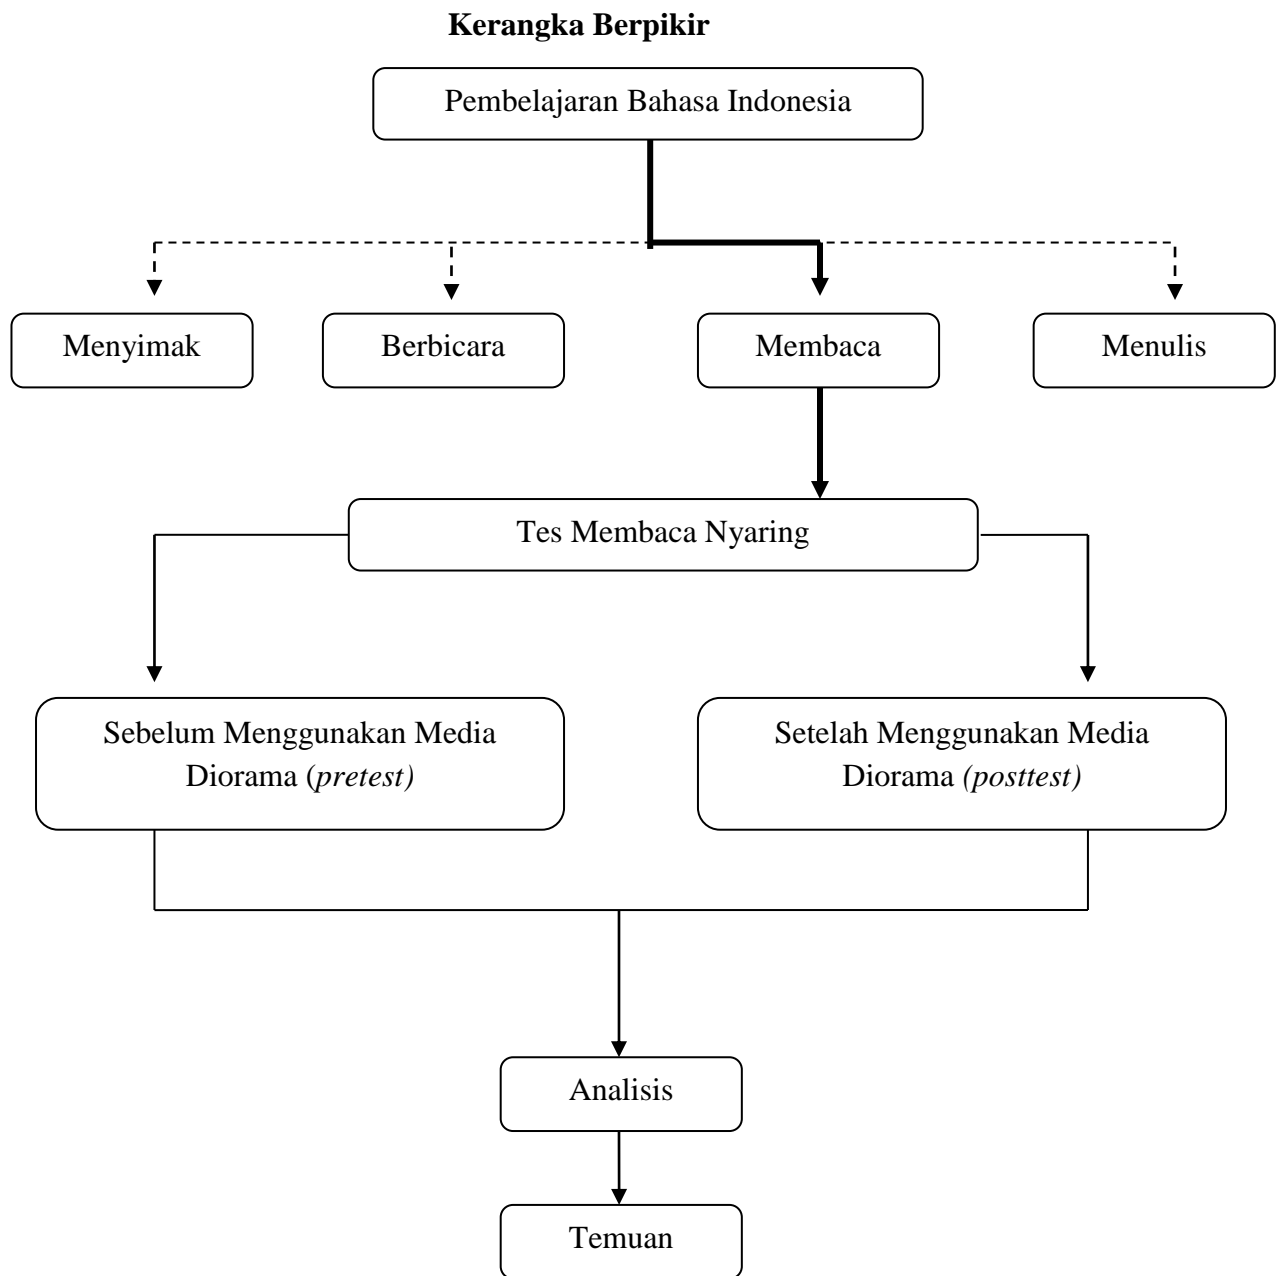 Kerangka Berpikir
Pembelajaran Bahasa Indonesia
Menyimak
Berbicara
Membaca
Menulis
Tes Membaca Nyaring
Sebelum Menggunakan Media
Diorama (pretest)
Setelah Menggunakan Media
Diorama (posttest)
Analisis
Temuan